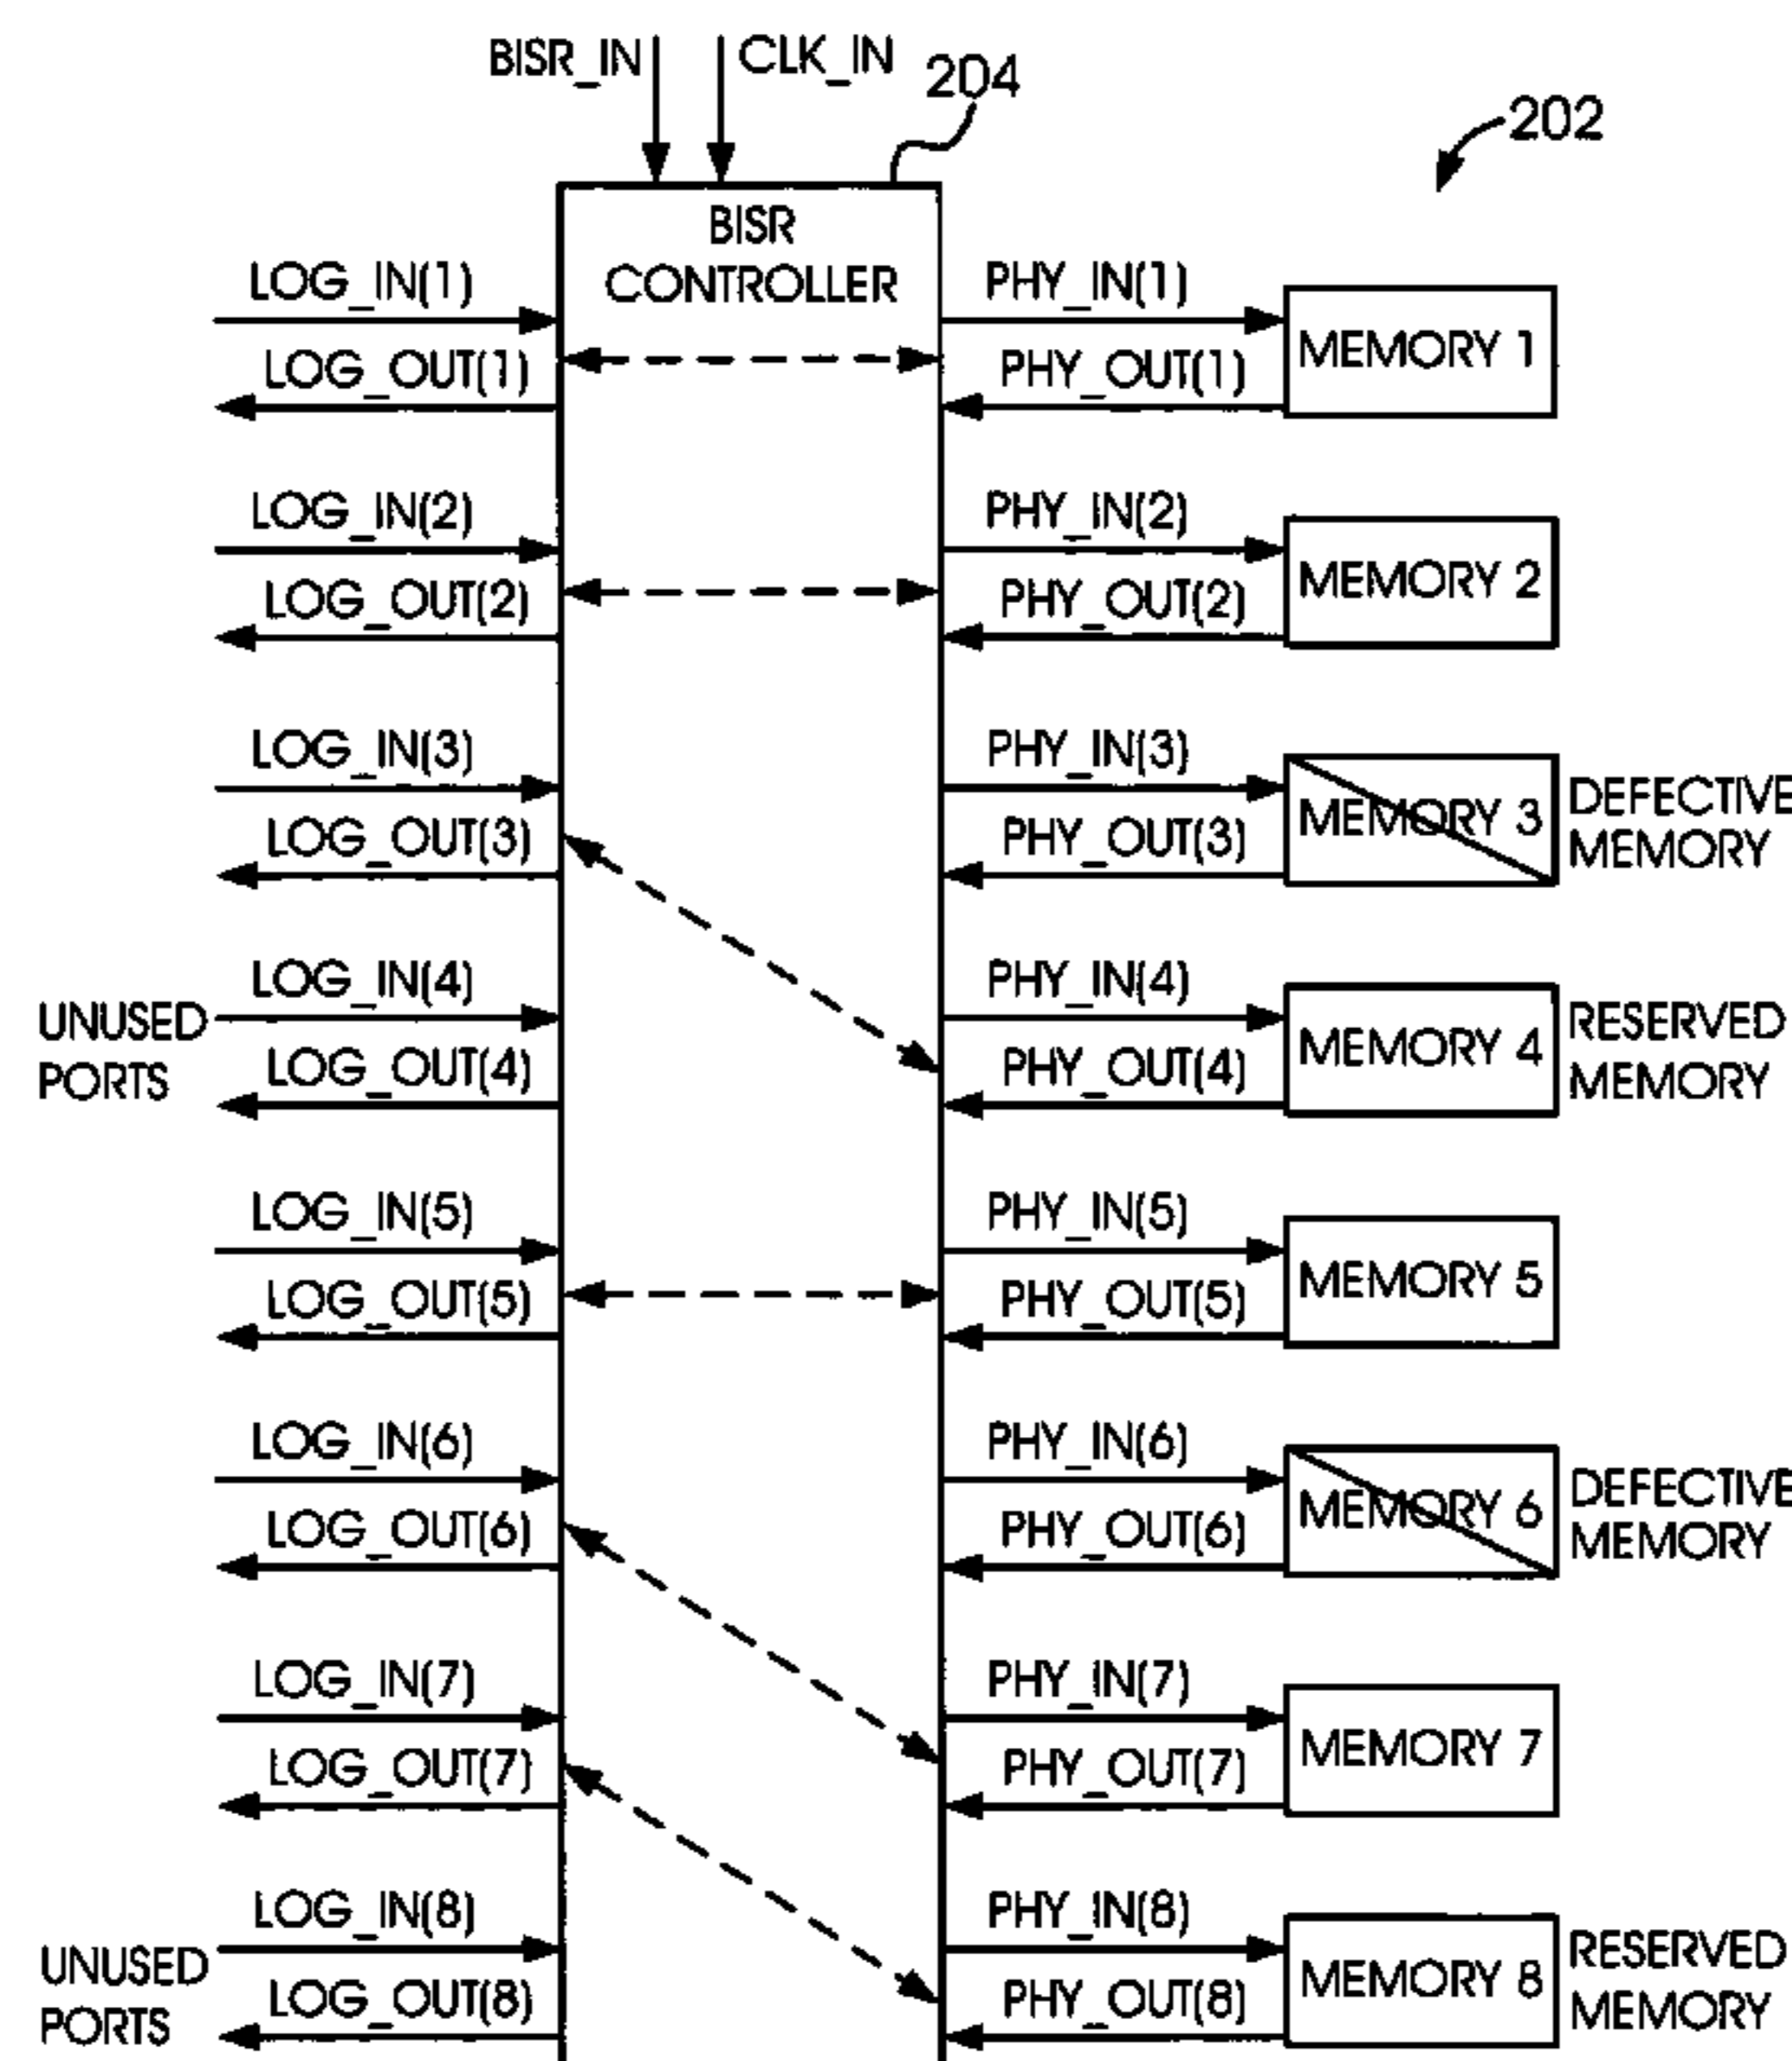 BISR_IN CLK_IN 204
202
BISR
CONTROLLER
LOG_IN(1) PHY_IN(1)
MEMORY 1
LOG_OUT(1) PHY_OUT(1)
LOG_IN(2) PHY_IN(2)
MEMORY 2
LOG_OUT(2) PHY_OUT(2)
LOG_IN(3) PHY_IN(3)
MEMORY 3
DEFECTIVE
MEMORY
LOG_OUT(3) PHY_OUT(3)
UNUSED
PORTS
LOG_IN(4) PHY_IN(4)
MEMORY 4
RESERVED
MEMORY
LOG_OUT(4) PHY_OUT(4)
LOG_IN(5) PHY_IN(5)
MEMORY 5
LOG_OUT(5) PHY_OUT(5)
LOG_IN(6) PHY_IN(6)
MEMORY 6
DEFECTIVE
MEMORY
LOG_OUT(6) PHY_OUT(6)
LOG_IN(7) PHY_IN(7)
MEMORY 7
LOG_OUT(7) PHY_OUT(7)
UNUSED
PORTS
LOG_IN(8) PHY_IN(8)
MEMORY 8
RESERVED
MEMORY
LOG_OUT(8) PHY_OUT(8)